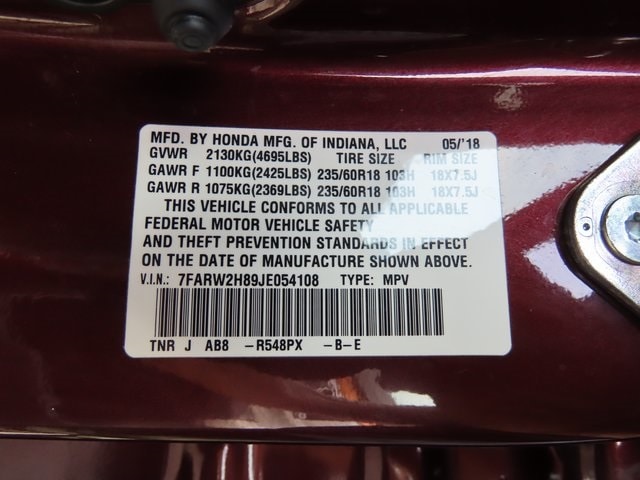 MFD. BY HONDA MFG. OF INDIANA, LLC 05/'18
GVWR 2130KG(4695LBS) TIRE SIZE RIM SIZE
GAWR F 1100KG(2425LBS) 235/60R18 103H 18X7.5J
GAWR R 1075KG(2369LBS) 235/60R18 103H 18X7.5J
THIS VEHICLE CONFORMS TO ALL APPLICABLE
FEDERAL MOTOR VEHICLE SAFETY
AND THEFT PREVENTION STANDARDS IN EFFECT
ON THE DATE OF MANUFACTURE SHOWN ABOVE.
V.I.N.: 7FARW2H89JE054108 TYPE: MPV
TNR J AB8 -R548PX -B-E